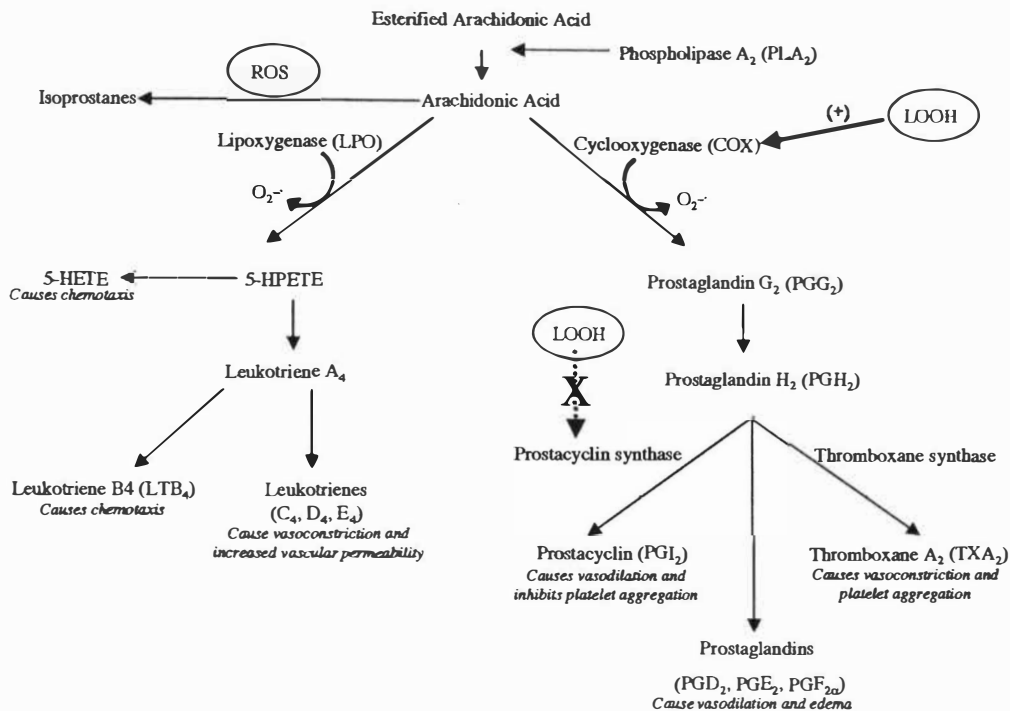 Esterified Arachidonic Acid
Phospholipase A₂ (PLA₂)
ROS
Isoprostanes
Arachidonic Acid
(+)
LOOH
Lipoxygenase (LPO)
Cyclooxygenase (COX)
O₂⁻·
O₂⁻·
5-HETE
Causes chemotaxis
5-HPETE
Prostaglandin G₂ (PGG₂)
LOOH
Leukotriene A₄
X
Prostaglandin H₂ (PGH₂)
Prostacyclin synthase
Thromboxane synthase
Leukotriene B4 (LTB₄)
Causes chemotaxis
Leukotrienes
(C₄, D₄, E₄)
Cause vasoconstriction and
increased vascular permeability
Prostacyclin (PGI₂)
Causes vasodilation and
inhibits platelet aggregation
Thromboxane A₂ (TXA₂)
Causes vasoconstriction and
platelet aggregation
Prostaglandins
(PGD₂, PGE₂, PGF₂α)
Cause vasodilation and edema